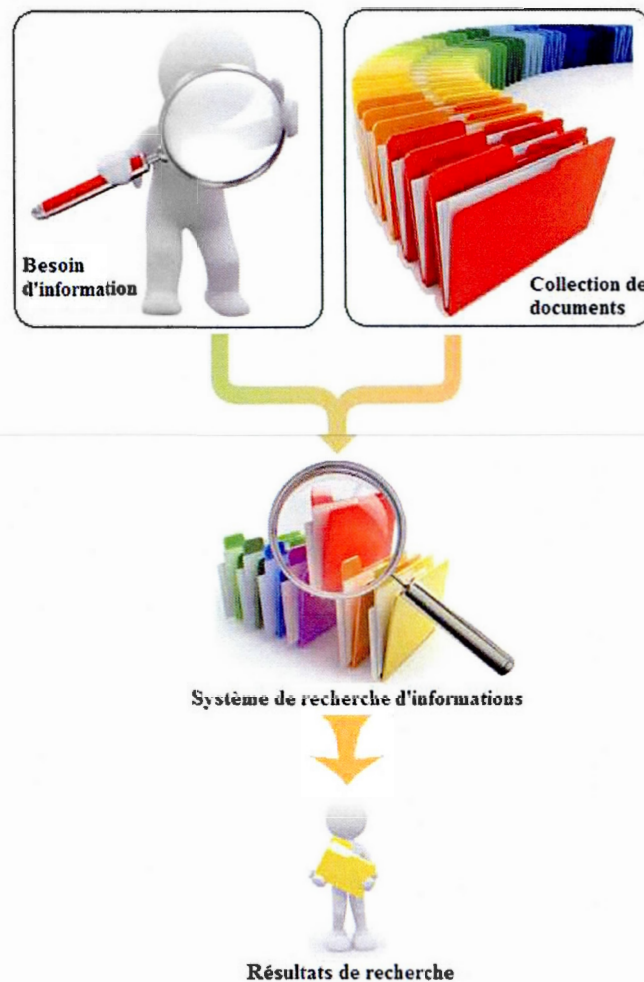 Besoin
d'information
Collection de
documents
Système de recherche d'informations
Résultats de recherche